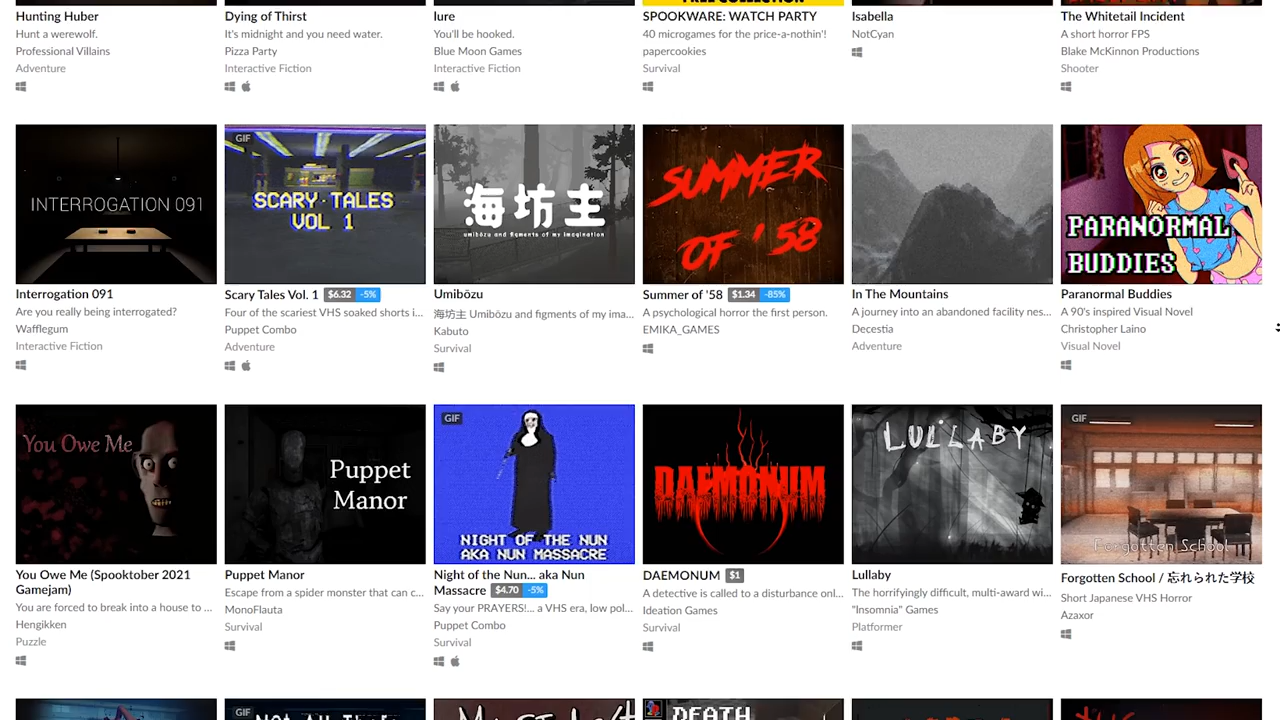 FREE COLLECTION
Hunting Huber
Hunt a werewolf.
Professional Villains
Adventure
Dying of Thirst
It's midnight and you need water.
Pizza Party
Interactive Fiction
lure
You'll be hooked.
Blue Moon Games
Interactive Fiction
SPOOKWARE: WATCH PARTY
40 microgames for the price-a-nothin'!
papercookies
Survival
Isabella
NotCyan
The Whitetail Incident
A short horror FPS
Blake McKinnon Productions
Shooter
INTERROGATION 091
Interrogation 091
Are you really being interrogated?
Wafflegum
Interactive Fiction
GIF
SCARY TALES
VOL 1
Scary Tales Vol. 1 $6.32 -5%
Four of the scariest VHS soaked shorts i...
Puppet Combo
Adventure
海坊主
umibōzu and figments of my imagination
Umibōzu
海坊主 Umibōzu and figments of my ima...
Kabuto
Survival
SUMMER
OF '58
Summer of '58 $1.34 -85%
A psychological horror the first person.
EMIKA_GAMES
In The Mountains
A journey into an abandoned facility nes...
Decestia
Adventure
PARANORMAL
BUDDIES
Paranormal Buddies
A 90's inspired Visual Novel
Christopher Laino
Visual Novel
You Owe Me
You Owe Me (Spooktober 2021
Gamejam)
You are forced to break into a house to ...
Hengikken
Puzzle
Puppet
Manor
Puppet Manor
Escape from a spider monster that can c...
MonoFlauta
Survival
GIF
NIGHT OF THE NUN
AKA NUN MASSACRE
Night of the Nun... aka Nun
Massacre $4.70 -5%
Say your PRAYERS!... a VHS era, low pol...
Puppet Combo
Survival
DAEMONUM
DAEMONUM $1
A detective is called to a disturbance onl...
Ideation Games
Survival
LULLABY
Lullaby
The horrifyingly difficult, multi-award wi...
"Insomnia" Games
Platformer
GIF
Forgotten School
Forgotten School / 忘れられた学校
Short Japanese VHS Horror
Azaxor
GIF
DEATH